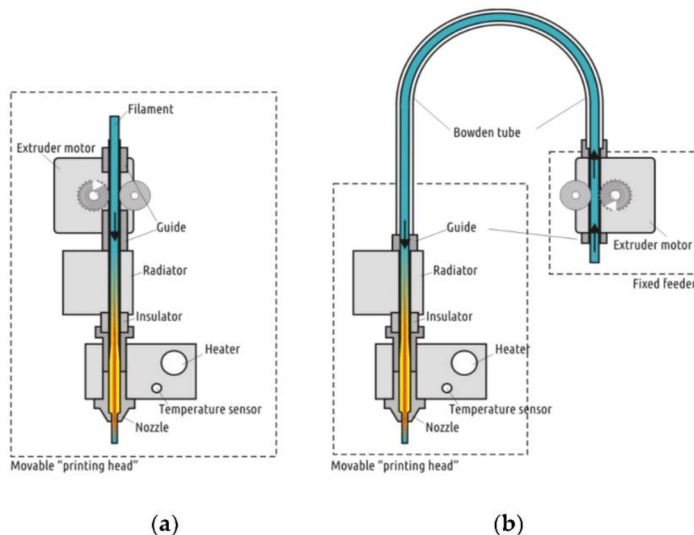 Filament
Extruder motor
Guide
Radiator
Insulator
Heater
Temperature sensor
Nozzle
Movable “printing head”
(a)
Bowden tube
Guide
Extruder motor
Fixed feeder
Radiator
Insulator
Heater
Temperature sensor
Nozzle
Movable “printing head”
(b)